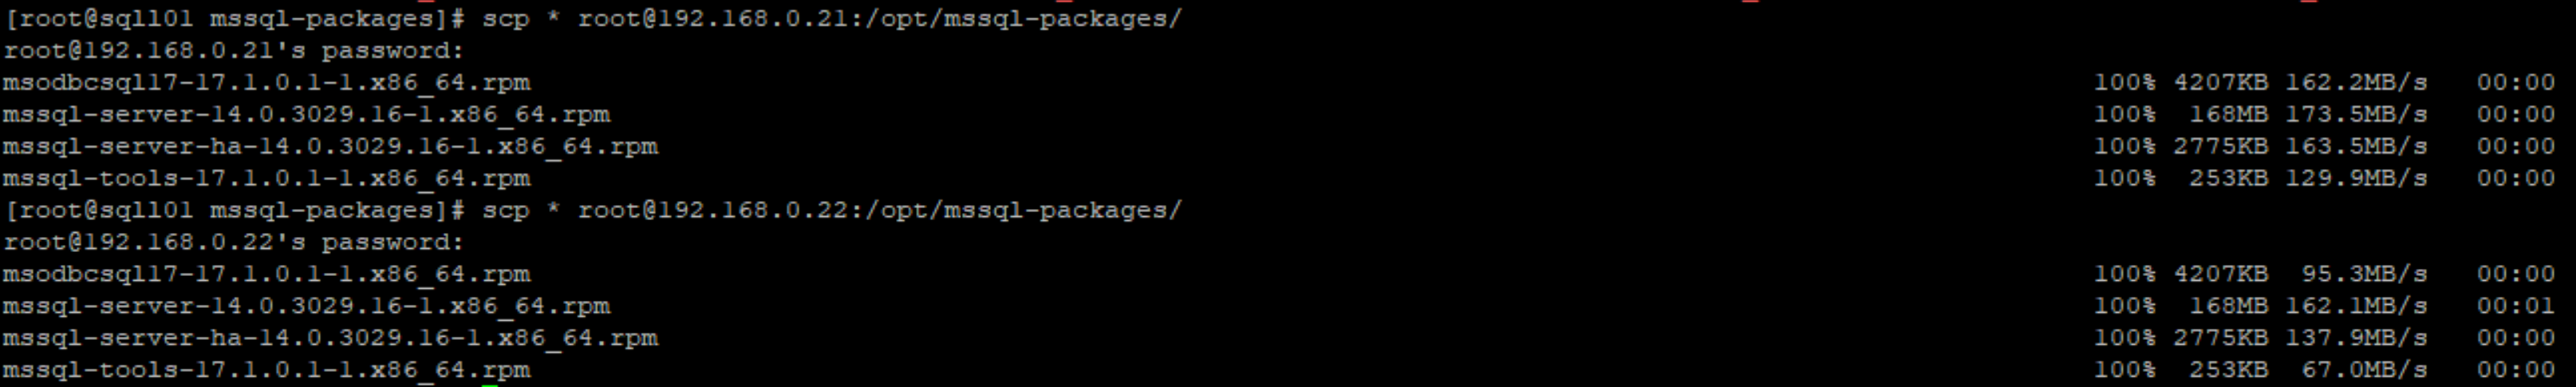 [root@sqll01 mssql-packages]# scp * root@192.168.0.21:/opt/mssql-packages/
root@192.168.0.21's password:
msodbcsql17-17.1.0.1-1.x86_64.rpm 100% 4207KB 162.2MB/s 00:00
mssql-server-14.0.3029.16-1.x86_64.rpm 100% 168MB 173.5MB/s 00:00
mssql-server-ha-14.0.3029.16-1.x86_64.rpm 100% 2775KB 163.5MB/s 00:00
mssql-tools-17.1.0.1-1.x86_64.rpm 100% 253KB 129.9MB/s 00:00
[root@sqll01 mssql-packages]# scp * root@192.168.0.22:/opt/mssql-packages/
root@192.168.0.22's password:
msodbcsql17-17.1.0.1-1.x86_64.rpm 100% 4207KB 95.3MB/s 00:00
mssql-server-14.0.3029.16-1.x86_64.rpm 100% 168MB 162.1MB/s 00:01
mssql-server-ha-14.0.3029.16-1.x86_64.rpm 100% 2775KB 137.9MB/s 00:00
mssql-tools-17.1.0.1-1.x86_64.rpm 100% 253KB 67.0MB/s 00:00